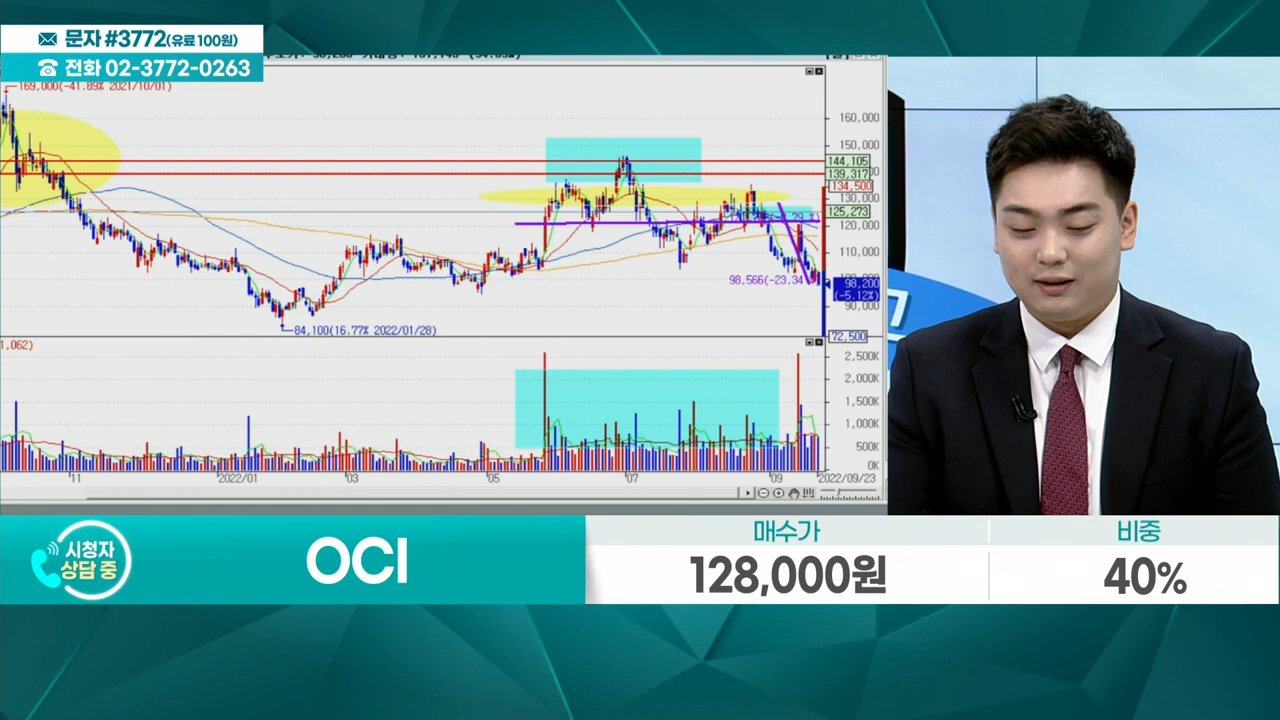 문자 #3772(유료100원)
전화 02-3772-0263
169,000(-41.89% 2021/10/01)
160,000
150,000
144,105
139,317
134,500
130,000
125,273
120,000
110,000
98,566(-23.34
98,200
(-5.12%)
90,000
84,100(16.77% 2022/01/28)
72,500
1,062)
2,500K
2,000K
1,500K
1,000K
500K
0K
11
2022/01
03
05
07
09
2022/09/23
시청자
상담 중
OCI
매수가
비중
128,000원
40%